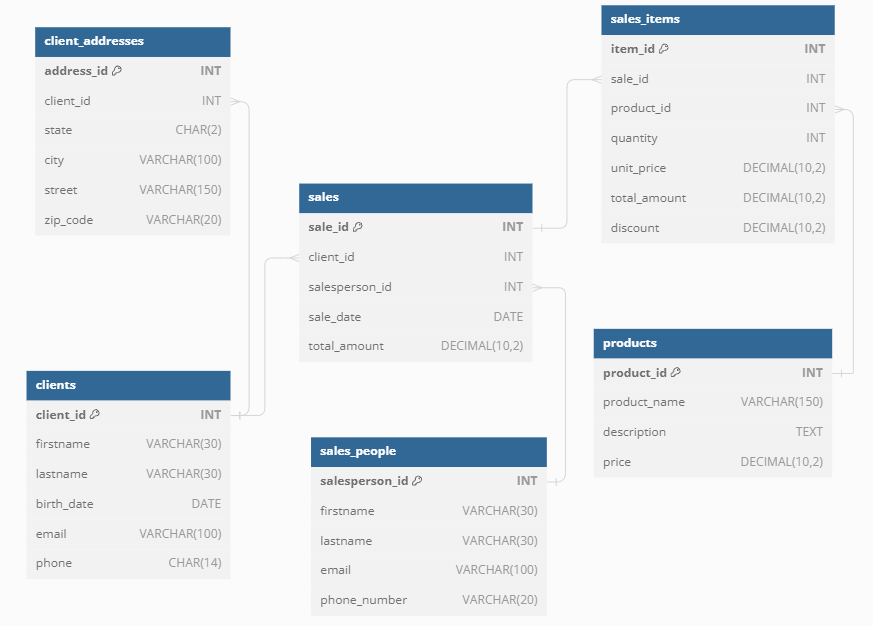 client_addresses
address_id INT
client_id INT
state CHAR(2)
city VARCHAR(100)
street VARCHAR(150)
zip_code VARCHAR(20)
clients
client_id INT
firstname VARCHAR(30)
lastname VARCHAR(30)
birth_date DATE
email VARCHAR(100)
phone CHAR(14)
sales
sale_id INT
client_id INT
salesperson_id INT
sale_date DATE
total_amount DECIMAL(10,2)
sales_people
salesperson_id INT
firstname VARCHAR(30)
lastname VARCHAR(30)
email VARCHAR(100)
phone_number VARCHAR(20)
sales_items
item_id INT
sale_id INT
product_id INT
quantity INT
unit_price DECIMAL(10,2)
total_amount DECIMAL(10,2)
discount DECIMAL(10,2)
products
product_id INT
product_name VARCHAR(150)
description TEXT
price DECIMAL(10,2)